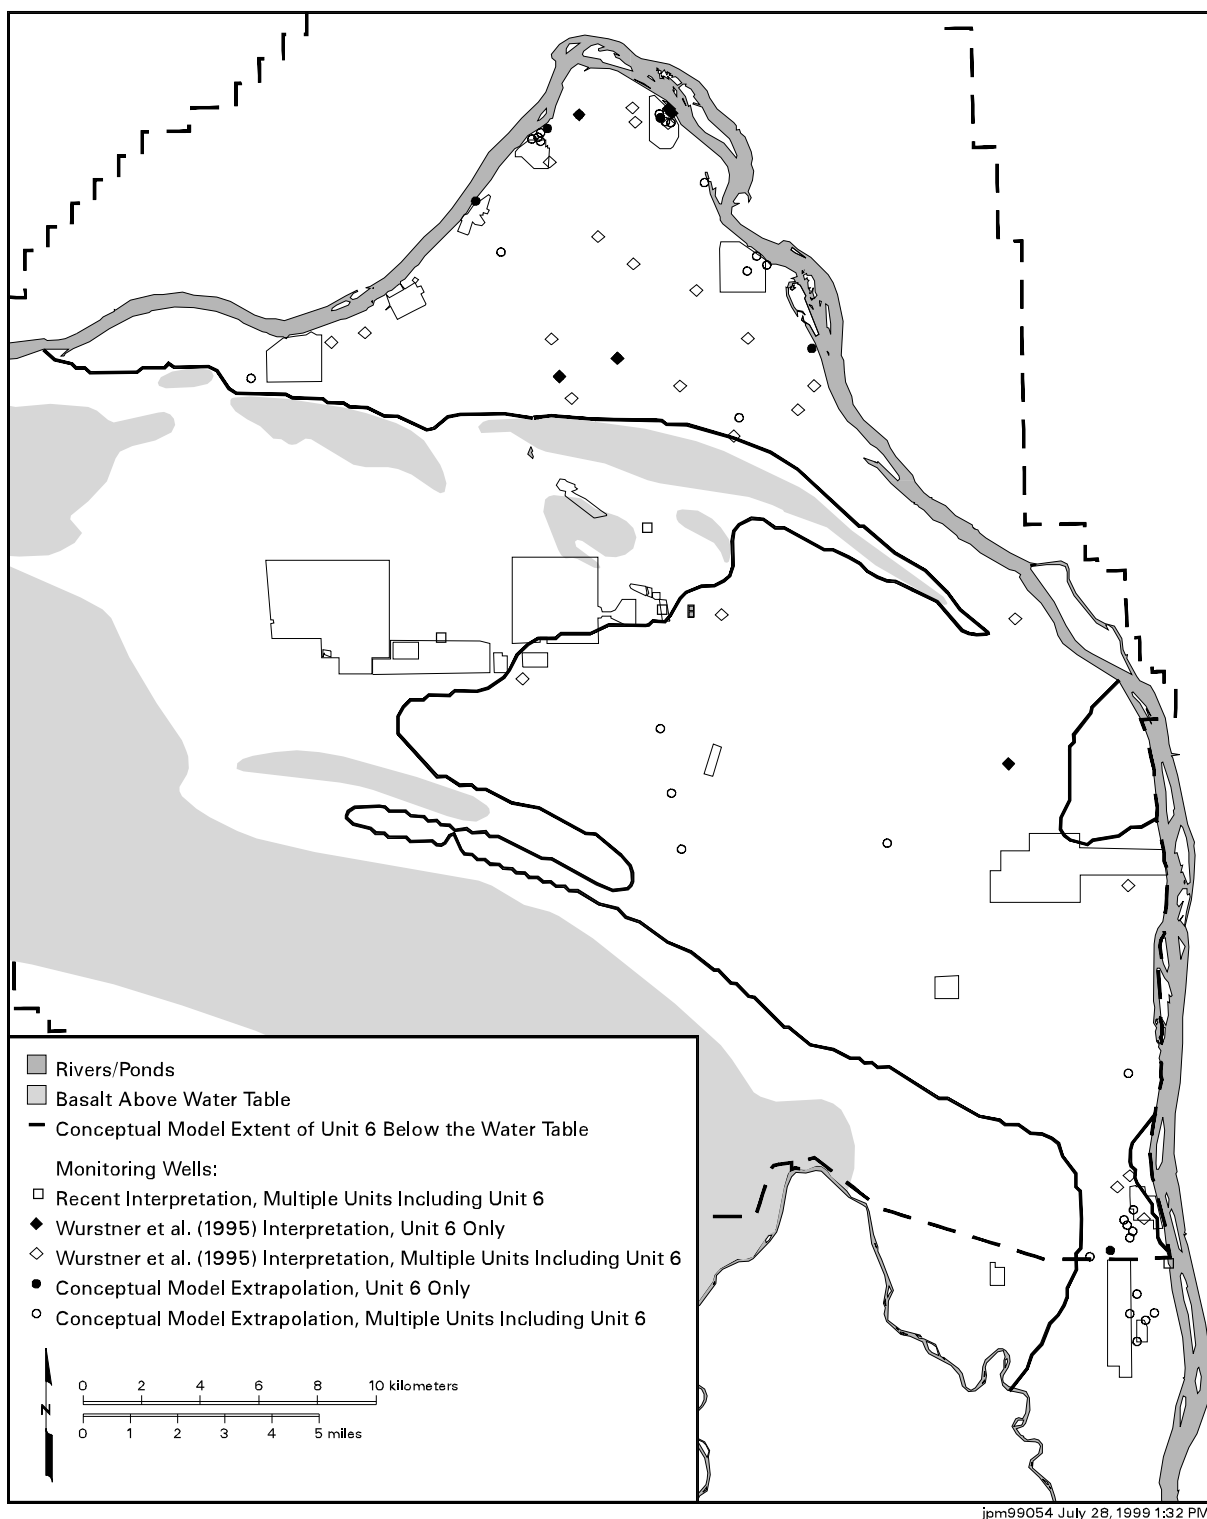 Rivers/Ponds
Basalt Above Water Table
Conceptual Model Extent of Unit 6 Below the Water Table
Monitoring Wells:
Recent Interpretation, Multiple Units Including Unit 6
Wurstner et al. (1995) Interpretation, Unit 6 Only
Wurstner et al. (1995) Interpretation, Multiple Units Including Unit 6
Conceptual Model Extrapolation, Unit 6 Only
Conceptual Model Extrapolation, Multiple Units Including Unit 6
0 2 4 6 8 10 kilometers
N
0 1 2 3 4 5 miles
jpm99054 July 28, 1999 1:32 PM